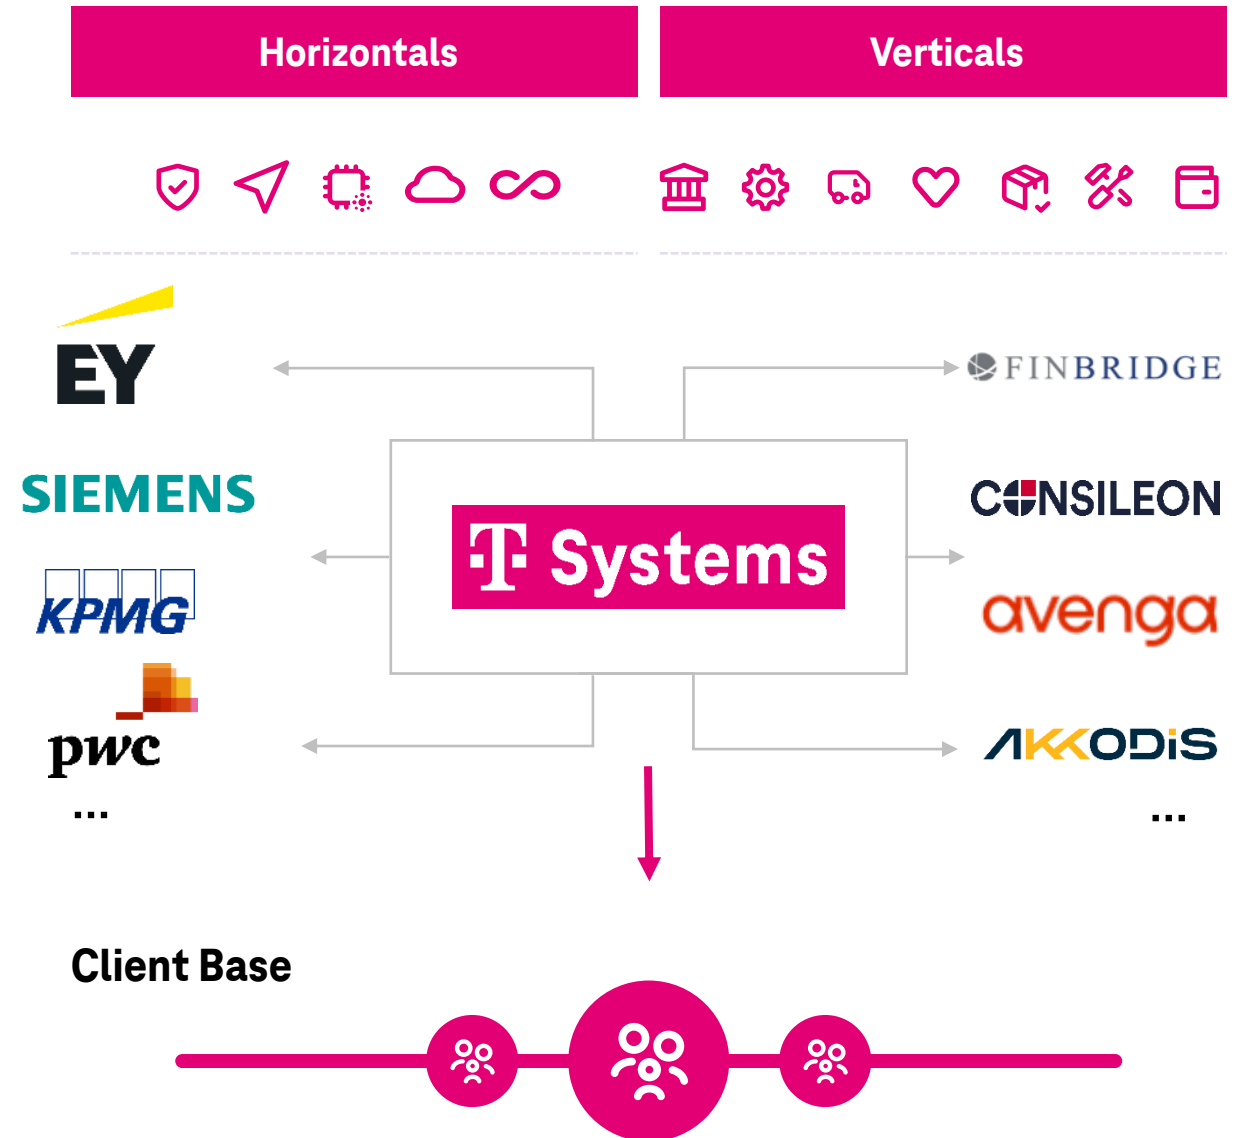 Horizontals
Verticals
EY
FINBRIDGE
SIEMENS
CONSILEON
T Systems
KPMG
avenga
pwc
AKKODiS
...
...
Client Base